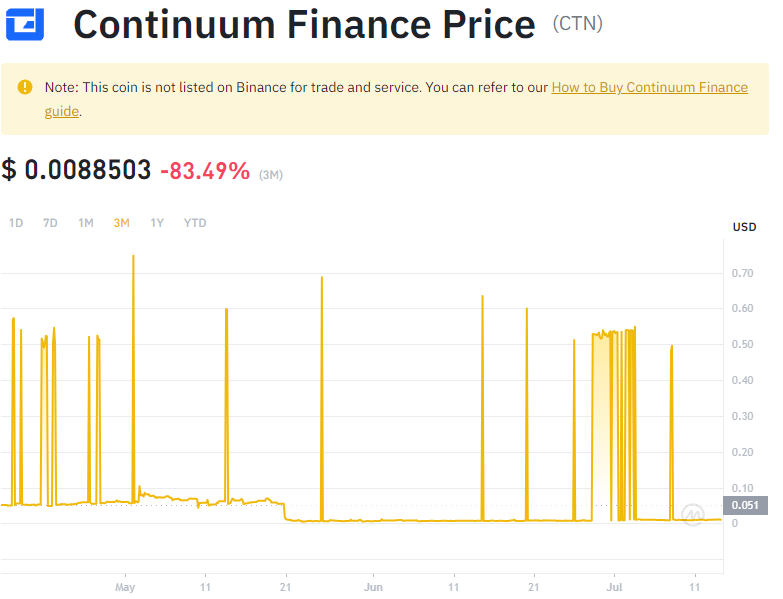 Continuum Finance Price (CTN)
Note: This coin is not listed on Binance for trade and service. You can refer to our How to Buy Continuum Finance
guide.
$ 0.0088503 -83.49% (3M)
1D 7D 1M 3M 1Y YTD
USD
0.70
0.60
0.50
0.40
0.30
0.20
0.10
0.051
0
May 11 21 Jun 11 21 Jul 11